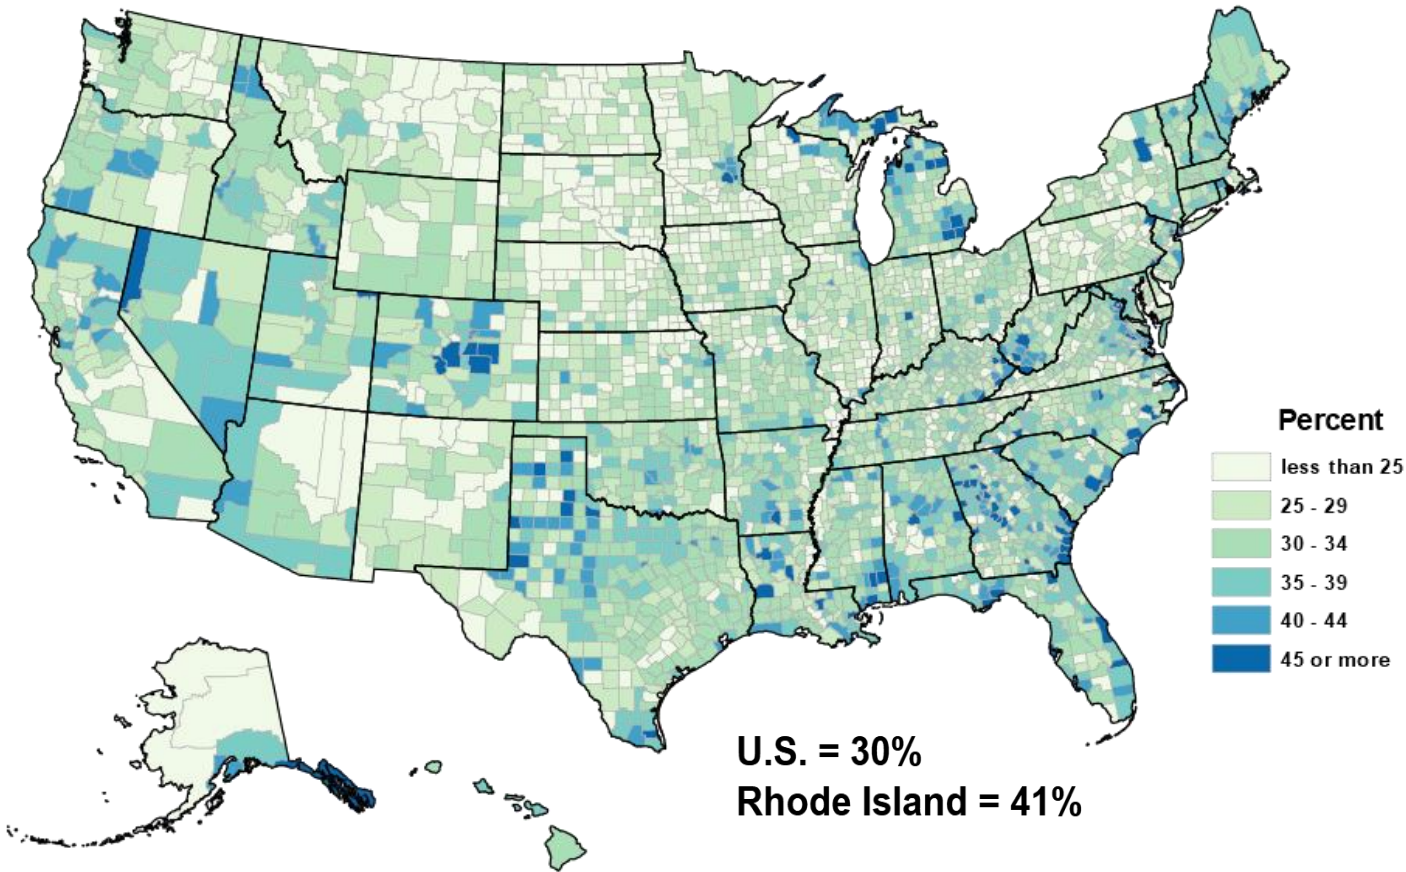 Percent
less than 25
25 - 29
30 - 34
35 - 39
40 - 44
45 or more
U.S. = 30%
Rhode Island = 41%